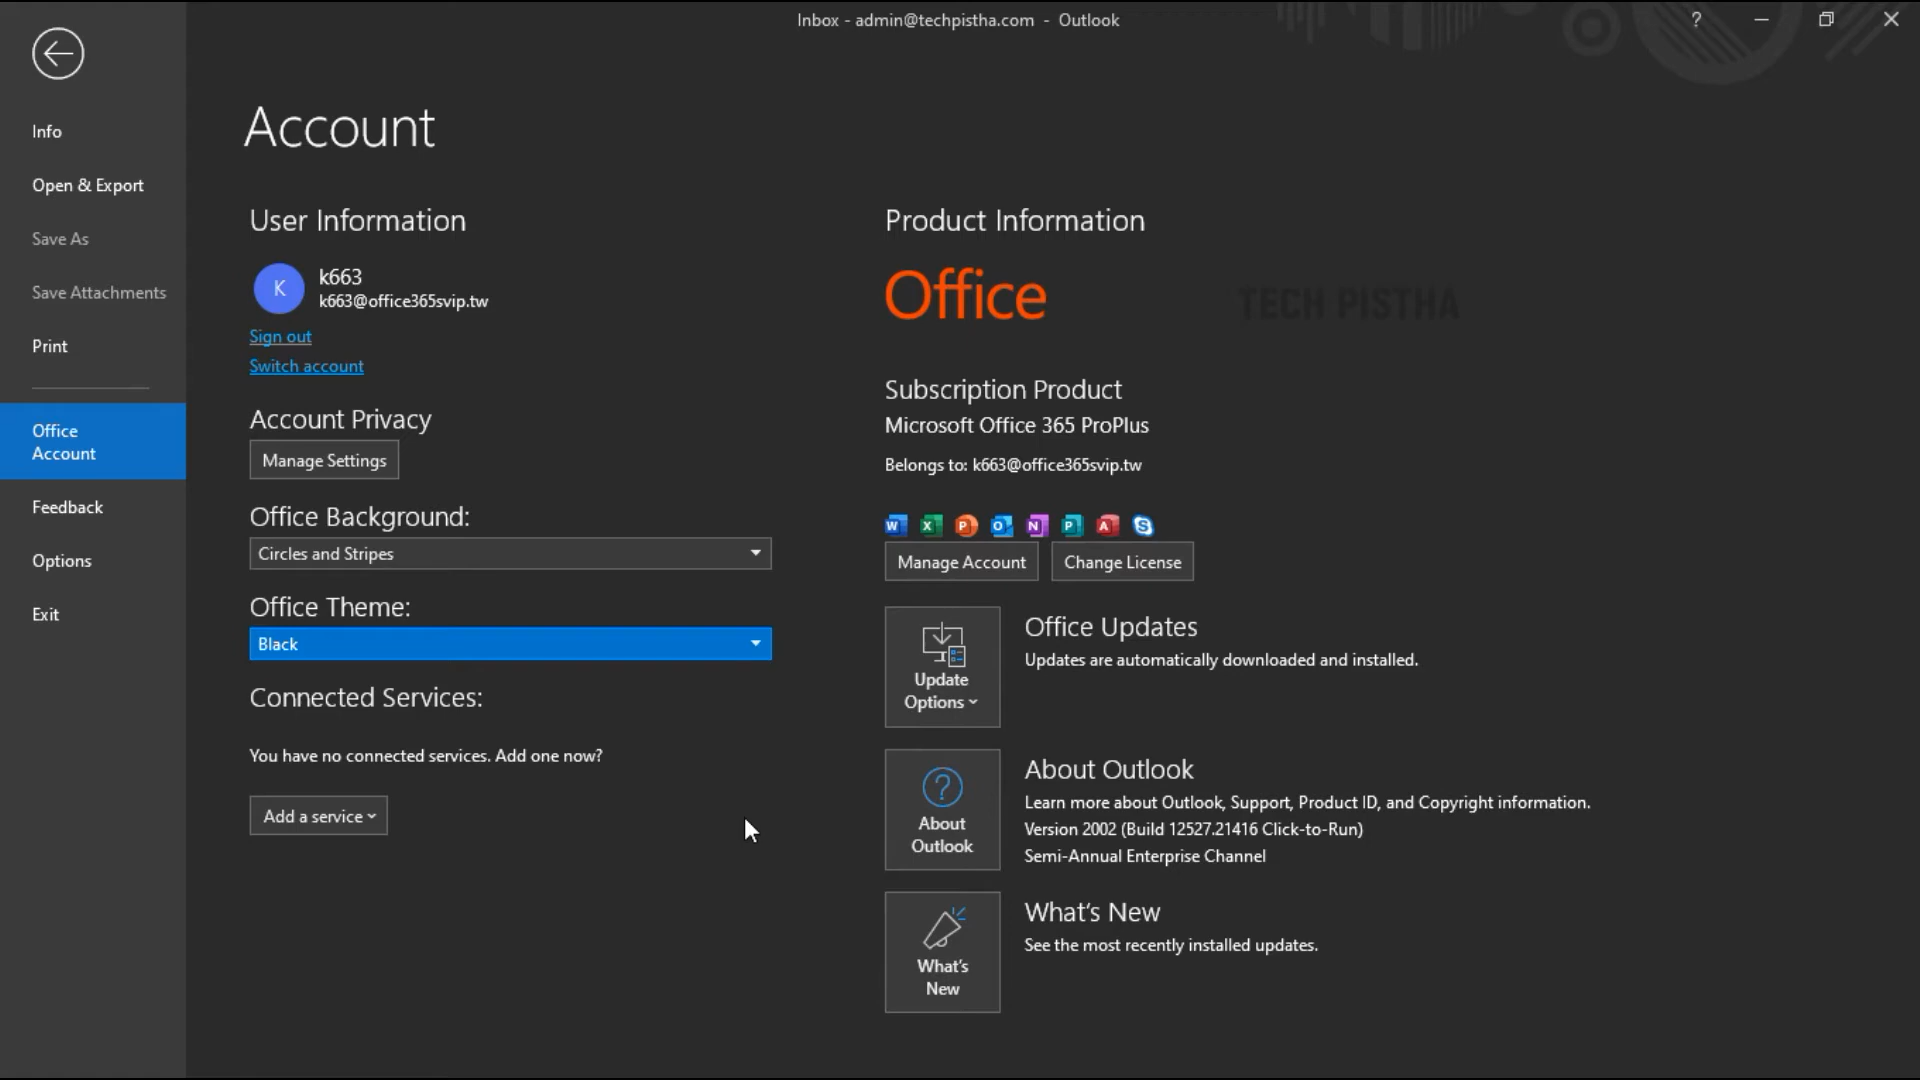 Inbox - admin@techpistha.com - Outlook
?
Info
Open & Export
Save As
Save Attachments
Print
Office
Account
Feedback
Options
Exit
Account
User Information
K
k663
k663@office365svip.tw
Sign out
Switch account
Account Privacy
Manage Settings
Office Background:
Circles and Stripes
Office Theme:
Black
Connected Services:
You have no connected services. Add one now?
Add a service
Product Information
Office
TECH PISTHA
Subscription Product
Microsoft Office 365 ProPlus
Belongs to: k663@office365svip.tw
W X P O N P A S
Manage Account Change License
Update
Options
Office Updates
Updates are automatically downloaded and installed.
?
About
Outlook
About Outlook
Learn more about Outlook, Support, Product ID, and Copyright information.
Version 2002 (Build 12527.21416 Click-to-Run)
Semi-Annual Enterprise Channel
What's
New
What's New
See the most recently installed updates.